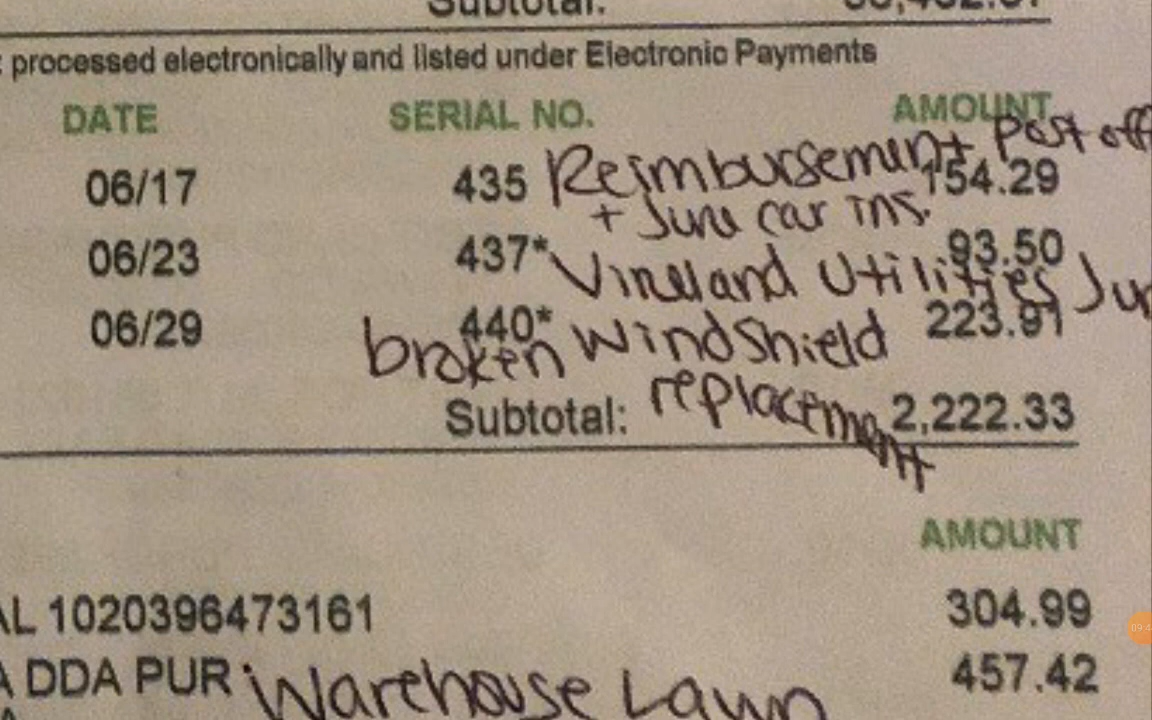 Subtotal:
processed electronically and listed under Electronic Payments
DATE SERIAL NO. AMOUNT
06/17 435 Reimbursement Post 154.29
+ June car ins.
06/23 437* 93.50
Vineland Utilities
06/29 440* 223.91
broken windshield
Subtotal: replacement 2,222.33
AMOUNT
1020396473161 304.99
DDA PUR Warehouse Lawn 457.42